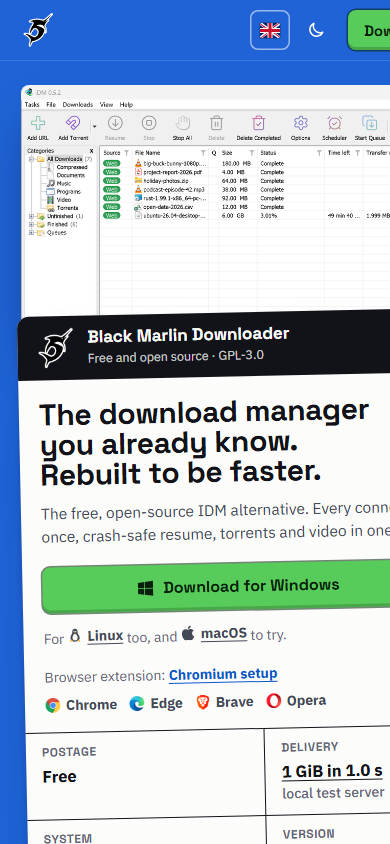 Dow
IDM 0.5.2
Tasks File Downloads View Help
Add URL Add Torrent Resume Stop Stop All Delete Delete Completed Options Scheduler Start Queue
Categories x Source File Name Q Size Status Time left Transfer
All Downloads (7) Web big-buck-bunny-1080p... 180.00 MB Complete
Compressed Web project-report-2026.pdf 4.00 MB Complete
Documents Web holiday-photos.zip 64.00 MB Complete
Music Web podcast-episode-42.mp3 38.00 MB Complete
Programs Web rust-1.99.1-x86_64-pc-... 92.00 MB Complete
Video Web open-data-2026.csv 12.00 MB Complete
Torrents Web ubuntu-26.04-desktop-... 6.00 GB 3.01% 49 min 40 ... 1.999 MB
Unfinished (1)
Finished (6)
Queues
Black Marlin Downloader
Free and open source · GPL-3.0
The download manager
you already know.
Rebuilt to be faster.
The free, open-source IDM alternative. Every conn
once, crash-safe resume, torrents and video in one
Download for Windows
For Linux too, and macOS to try.
Browser extension: Chromium setup
Chrome Edge Brave Opera
POSTAGE
Free
DELIVERY
1 GiB in 1.0 s
local test server
SYSTEM
VERSION